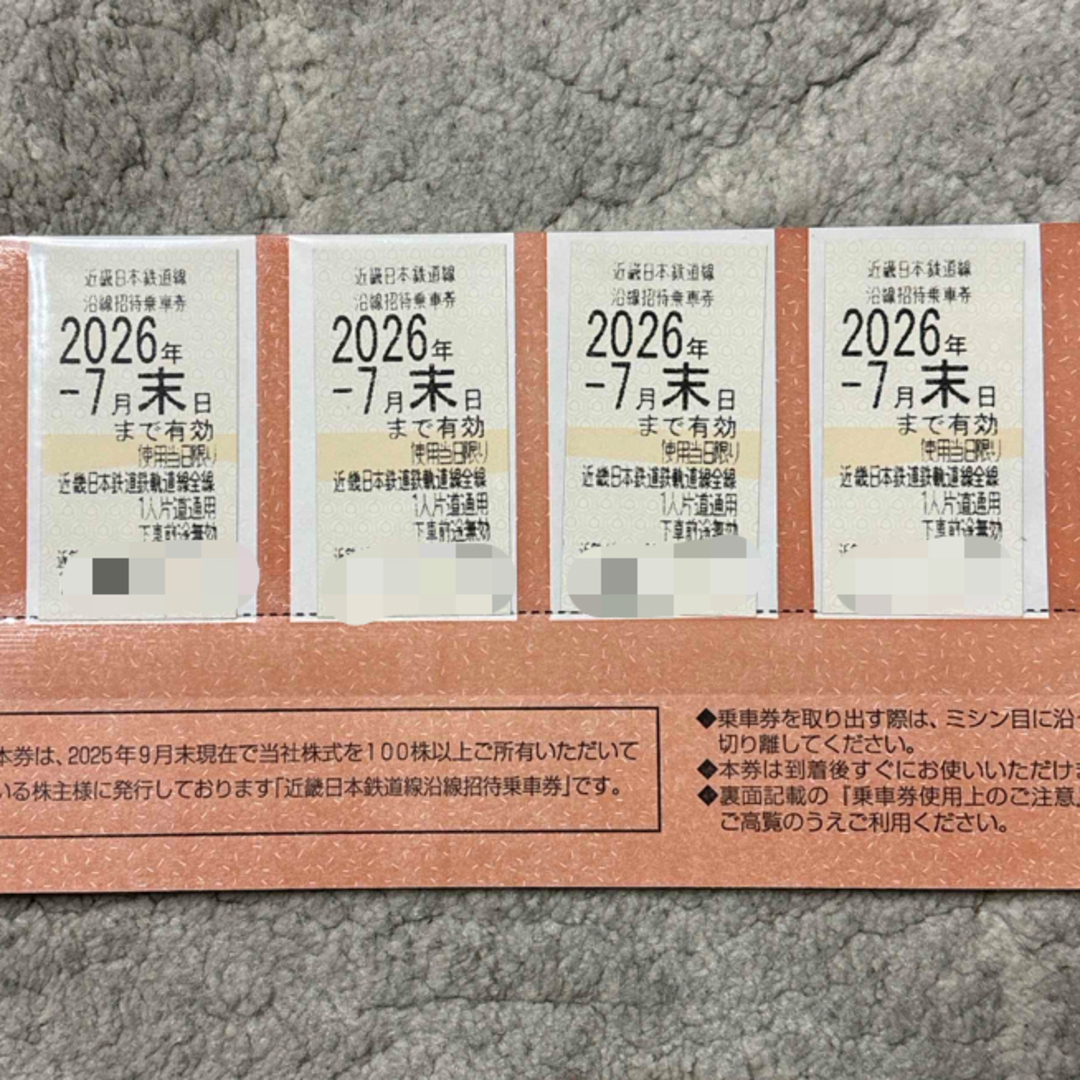 近畿日本鉄道線
沿線招待乗車券
2026年
-7月末日
まで有効
使用当日限り
近畿日本鉄道鉄軌道線全線
1人片道通用
下車前途無効
近畿日本鉄道線
沿線招待乗車券
2026年
-7月末日
まで有効
使用当日限り
近畿日本鉄道鉄軌道線全線
1人片道通用
下車前途無効
近畿日本鉄道線
沿線招待乗車券
2026年
-7月末日
まで有効
使用当日限り
近畿日本鉄道鉄軌道線全線
1人片道通用
下車前途無効
近畿日本鉄道線
沿線招待乗車券
2026年
-7月末日
まで有効
使用当日限り
近畿日本鉄道鉄軌道線全線
1人片道通用
下車前途無効
本券は、2025年9月末現在で当社株式を100株以上ご所有いただいて
いる株主様に発行しております「近畿日本鉄道線沿線招待乗車券」です。
◆乗車券を取り出す際は、ミシン目に沿っ
切り離してください。
◆本券は到着後すぐにお使いいただけま
◆裏面記載の『乗車券使用上のご注意』
ご高覧のうえご利用ください。